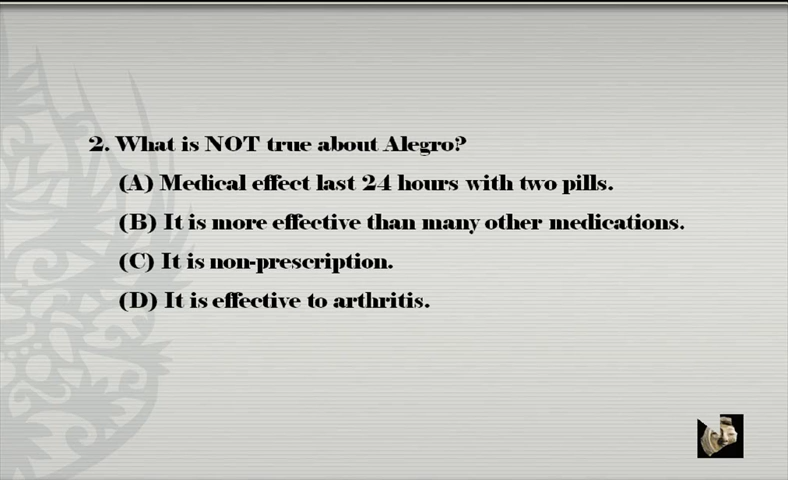 2. What is NOT true about Alegro?
(A) Medical effect last 24 hours with two pills.
(B) It is more effective than many other medications.
(C) It is non-prescription.
(D) It is effective to arthritis.